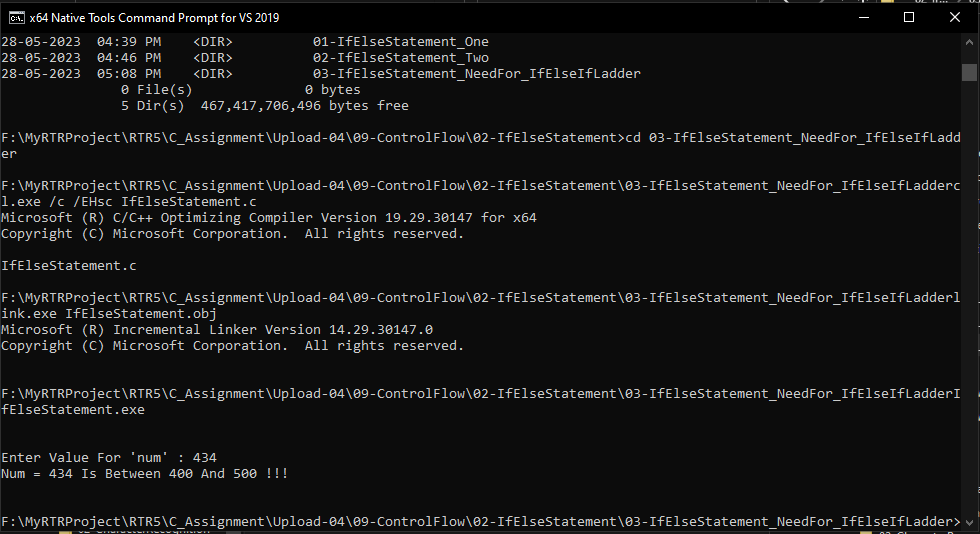 x64 Native Tools Command Prompt for VS 2019
28-05-2023  04:39 PM    <DIR>          01-IfElseStatement_One
28-05-2023  04:46 PM    <DIR>          02-IfElseStatement_Two
28-05-2023  05:08 PM    <DIR>          03-IfElseStatement_NeedFor_IfElseIfLadder
               0 File(s)              0 bytes
               5 Dir(s)  467,417,706,496 bytes free
F:\MyRTRProject\RTR5\C_Assignment\Upload-04\09-ControlFlow\02-IfElseStatement>cd 03-IfElseStatement_NeedFor_IfElseIfLadd
er
F:\MyRTRProject\RTR5\C_Assignment\Upload-04\09-ControlFlow\02-IfElseStatement\03-IfElseStatement_NeedFor_IfElseIfLadderc
l.exe /c /EHsc IfElseStatement.c
Microsoft (R) C/C++ Optimizing Compiler Version 19.29.30147 for x64
Copyright (C) Microsoft Corporation.  All rights reserved.
IfElseStatement.c
F:\MyRTRProject\RTR5\C_Assignment\Upload-04\09-ControlFlow\02-IfElseStatement\03-IfElseStatement_NeedFor_IfElseIfLadderl
ink.exe IfElseStatement.obj
Microsoft (R) Incremental Linker Version 14.29.30147.0
Copyright (C) Microsoft Corporation.  All rights reserved.
F:\MyRTRProject\RTR5\C_Assignment\Upload-04\09-ControlFlow\02-IfElseStatement\03-IfElseStatement_NeedFor_IfElseIfLadderI
fElseStatement.exe
Enter Value For 'num' : 434
Num = 434 Is Between 400 And 500 !!!
F:\MyRTRProject\RTR5\C_Assignment\Upload-04\09-ControlFlow\02-IfElseStatement\03-IfElseStatement_NeedFor_IfElseIfLadder>